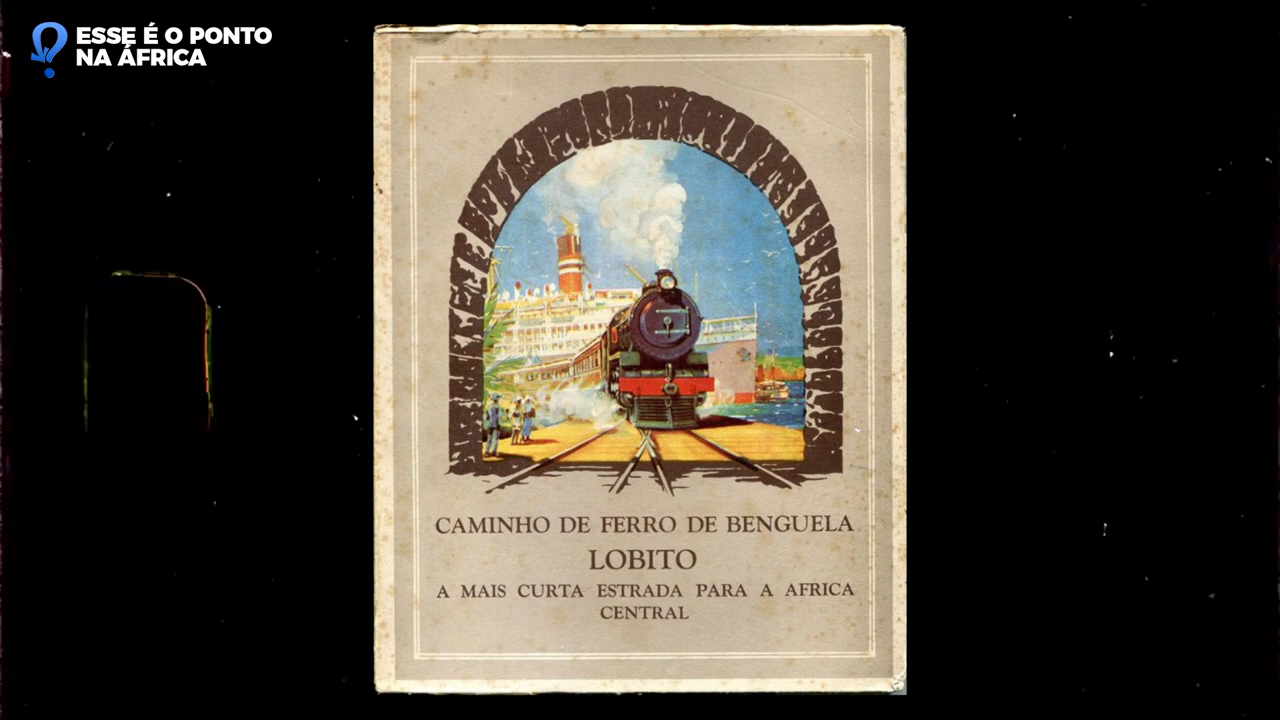 ESSE É O PONTO
NA ÁFRICA
CAMINHO DE FERRO DE BENGUELA
LOBITO
A MAIS CURTA ESTRADA PARA A AFRICA
CENTRAL